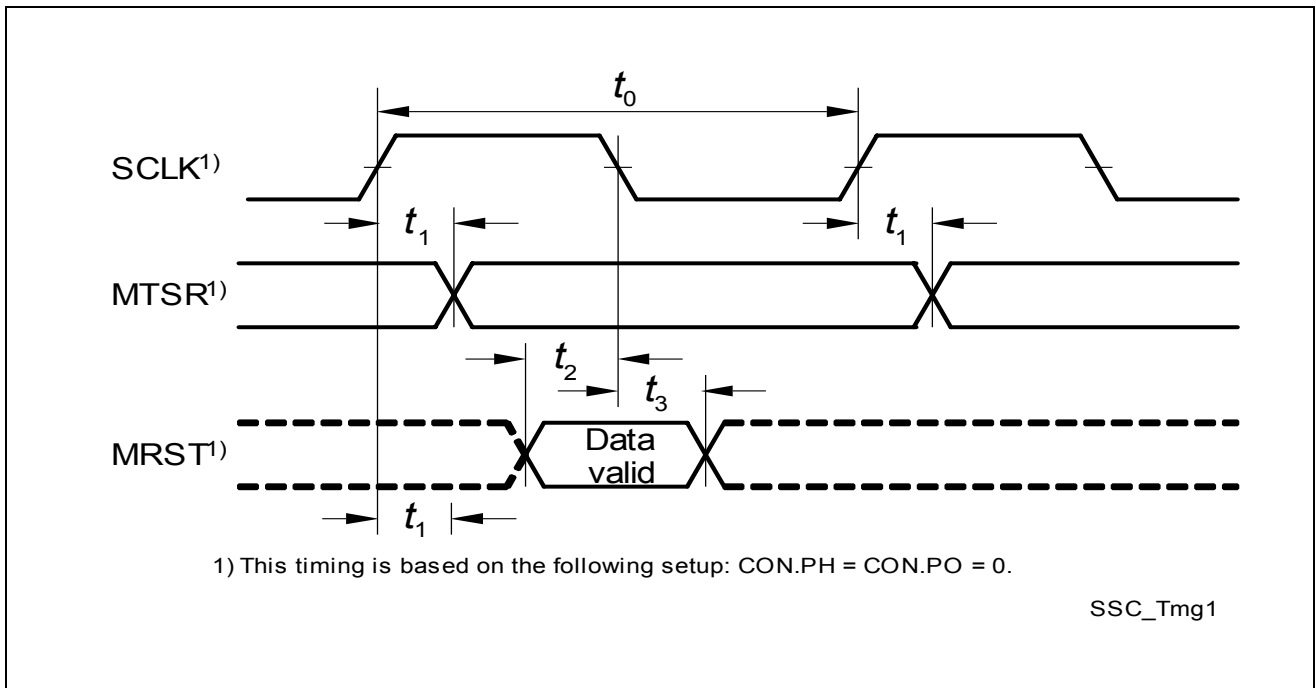 t₀
SCLK¹⁾
t₁ t₁
MTSR¹⁾
t₂
t₃
MRST¹⁾
Data
valid
t₁
1) This timing is based on the following setup: CON.PH = CON.PO = 0.
SSC_Tmg1